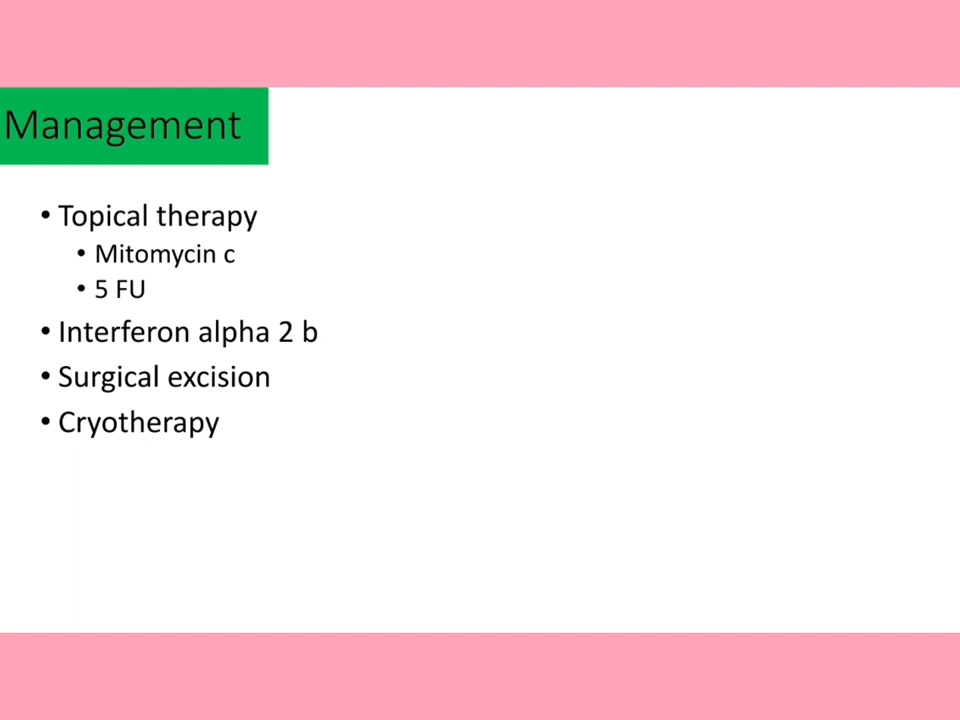 Management
• Topical therapy
• Mitomycin c
• 5 FU
• Interferon alpha 2 b
• Surgical excision
• Cryotherapy